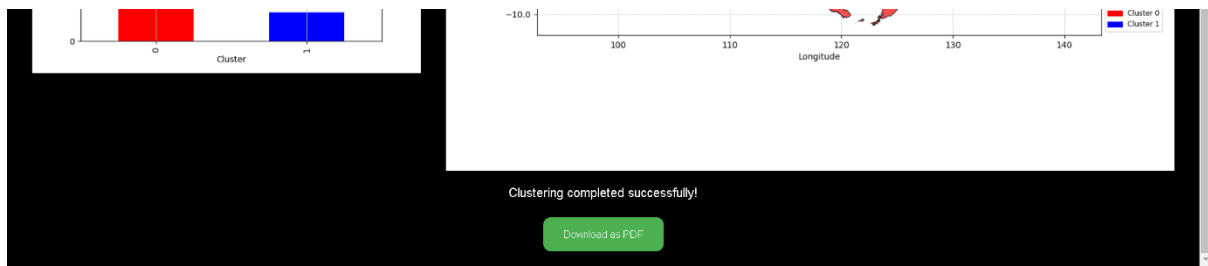 −10.0
Cluster 0
Cluster 1
0
0
1
Cluster
100
110
120
130
140
Longitude
Clustering completed successfully!
Download as PDF